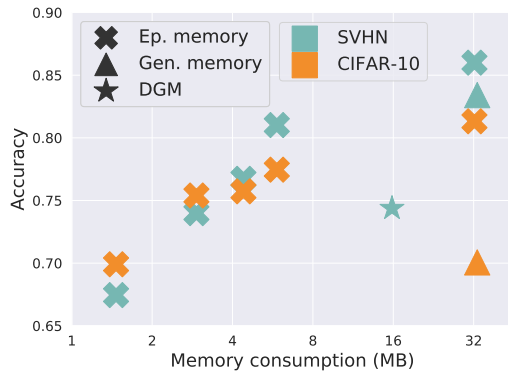 0.90
0.85
0.80
0.75
0.70
0.65
Accuracy
Ep. memory
Gen. memory
DGM
SVHN
CIFAR-10
1 2 4 8 16 32
Memory consumption (MB)